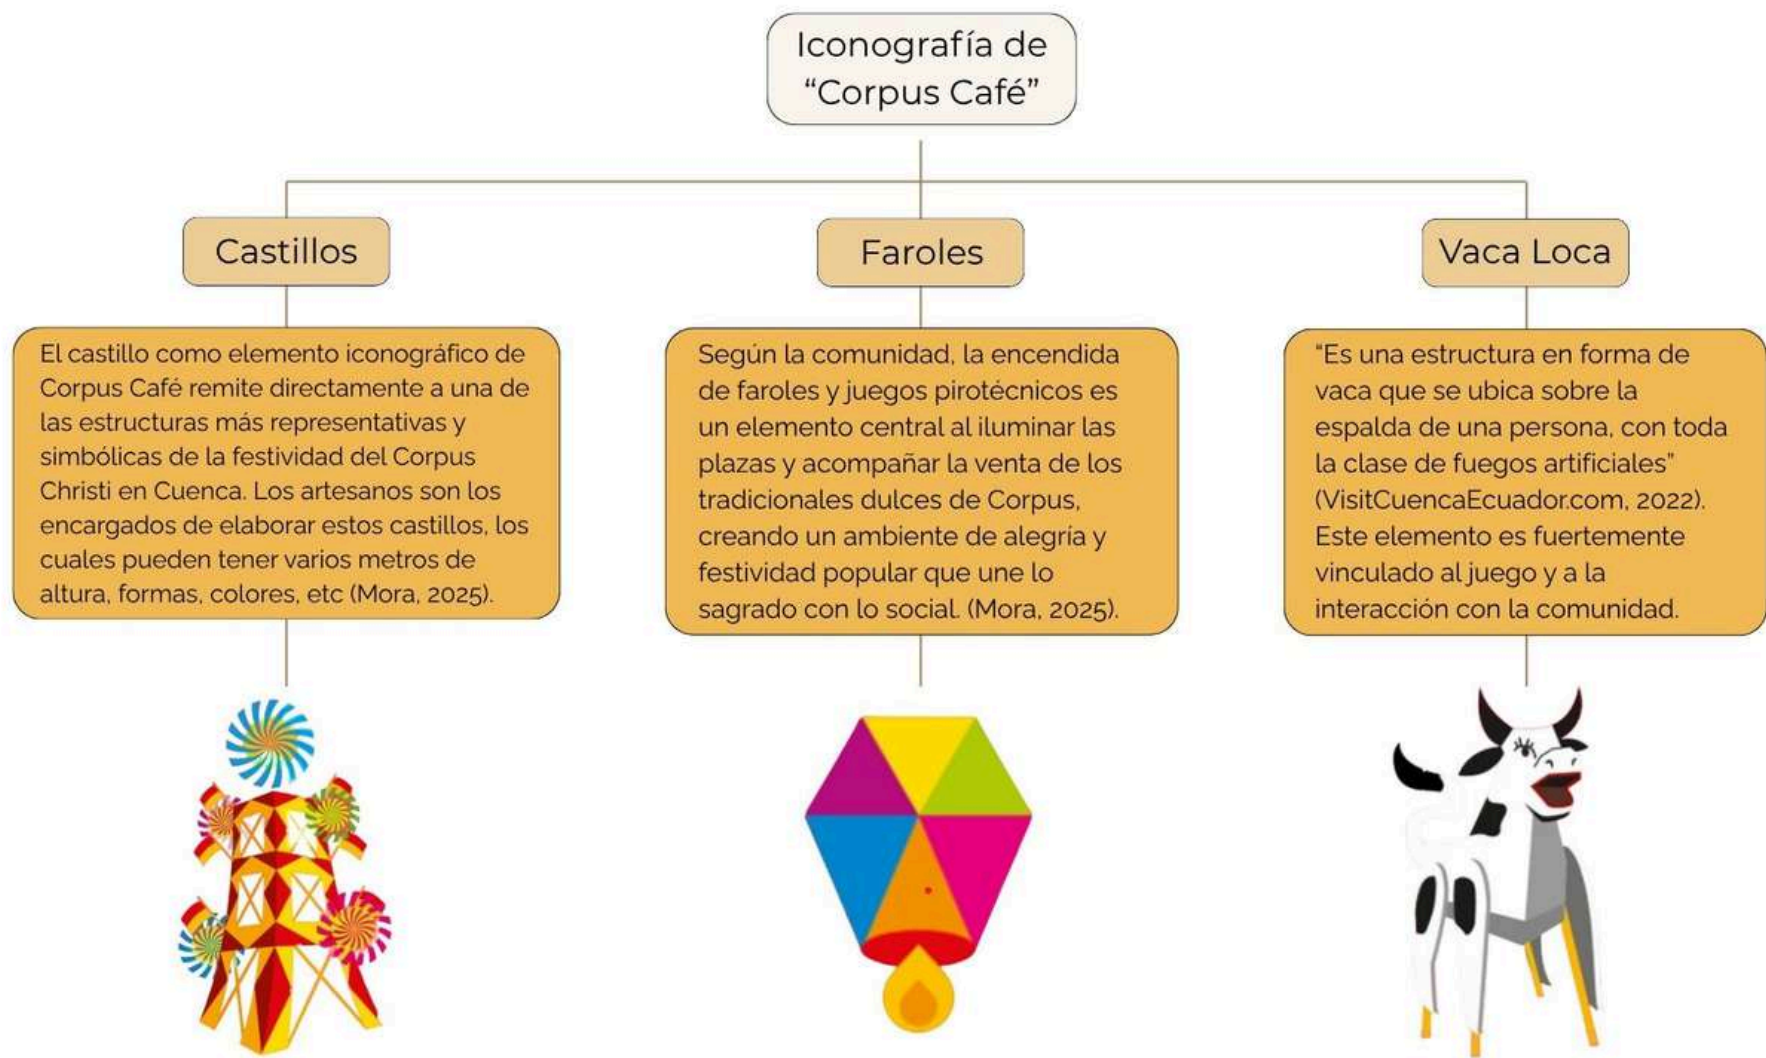 Iconografía de
“Corpus Café”
Castillos
El castillo como elemento iconográfico de
Corpus Café remite directamente a una de
las estructuras más representativas y
simbólicas de la festividad del Corpus
Christi en Cuenca. Los artesanos son los
encargados de elaborar estos castillos, los
cuales pueden tener varios metros de
altura, formas, colores, etc (Mora, 2025).
Faroles
Según la comunidad, la encendida
de faroles y juegos pirotécnicos es
un elemento central al iluminar las
plazas y acompañar la venta de los
tradicionales dulces de Corpus,
creando un ambiente de alegría y
festividad popular que une lo
sagrado con lo social. (Mora, 2025).
Vaca Loca
“Es una estructura en forma de
vaca que se ubica sobre la
espalda de una persona, con toda
la clase de fuegos artificiales”
(VisitCuencaEcuador.com, 2022).
Este elemento es fuertemente
vinculado al juego y a la
interacción con la comunidad.